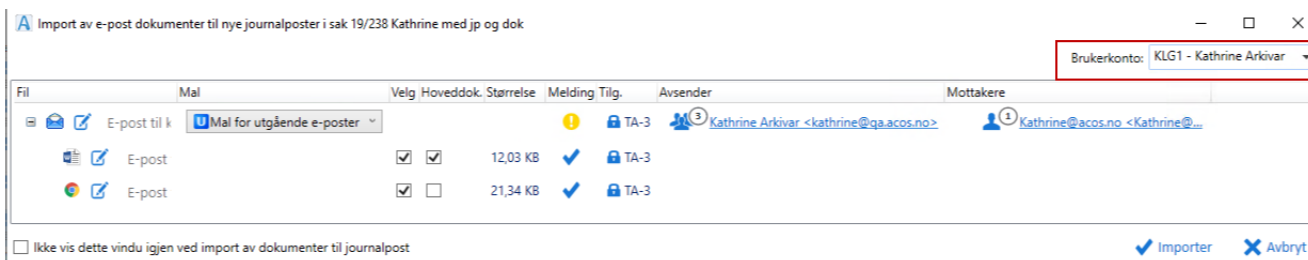 A Import av e-post dokumenter til nye journalposter i sak 19/238 Kathrine med jp og dok
Brukerkonto: KLG1 - Kathrine Arkivar
Fil Mal Velg Hoveddok. Størrelse Melding Tilg. Avsender Mottakere
E-post til k U Mal for utgående e-poster TA-3 3 Kathrine Arkivar <kathrine@qa.acos.no> 1 Kathrine@acos.no <Kathrine@...
E-post 12,03 KB TA-3
E-post 21,34 KB TA-3
Ikke vis dette vindu igjen ved import av dokumenter til journalpost Importer Avbryt